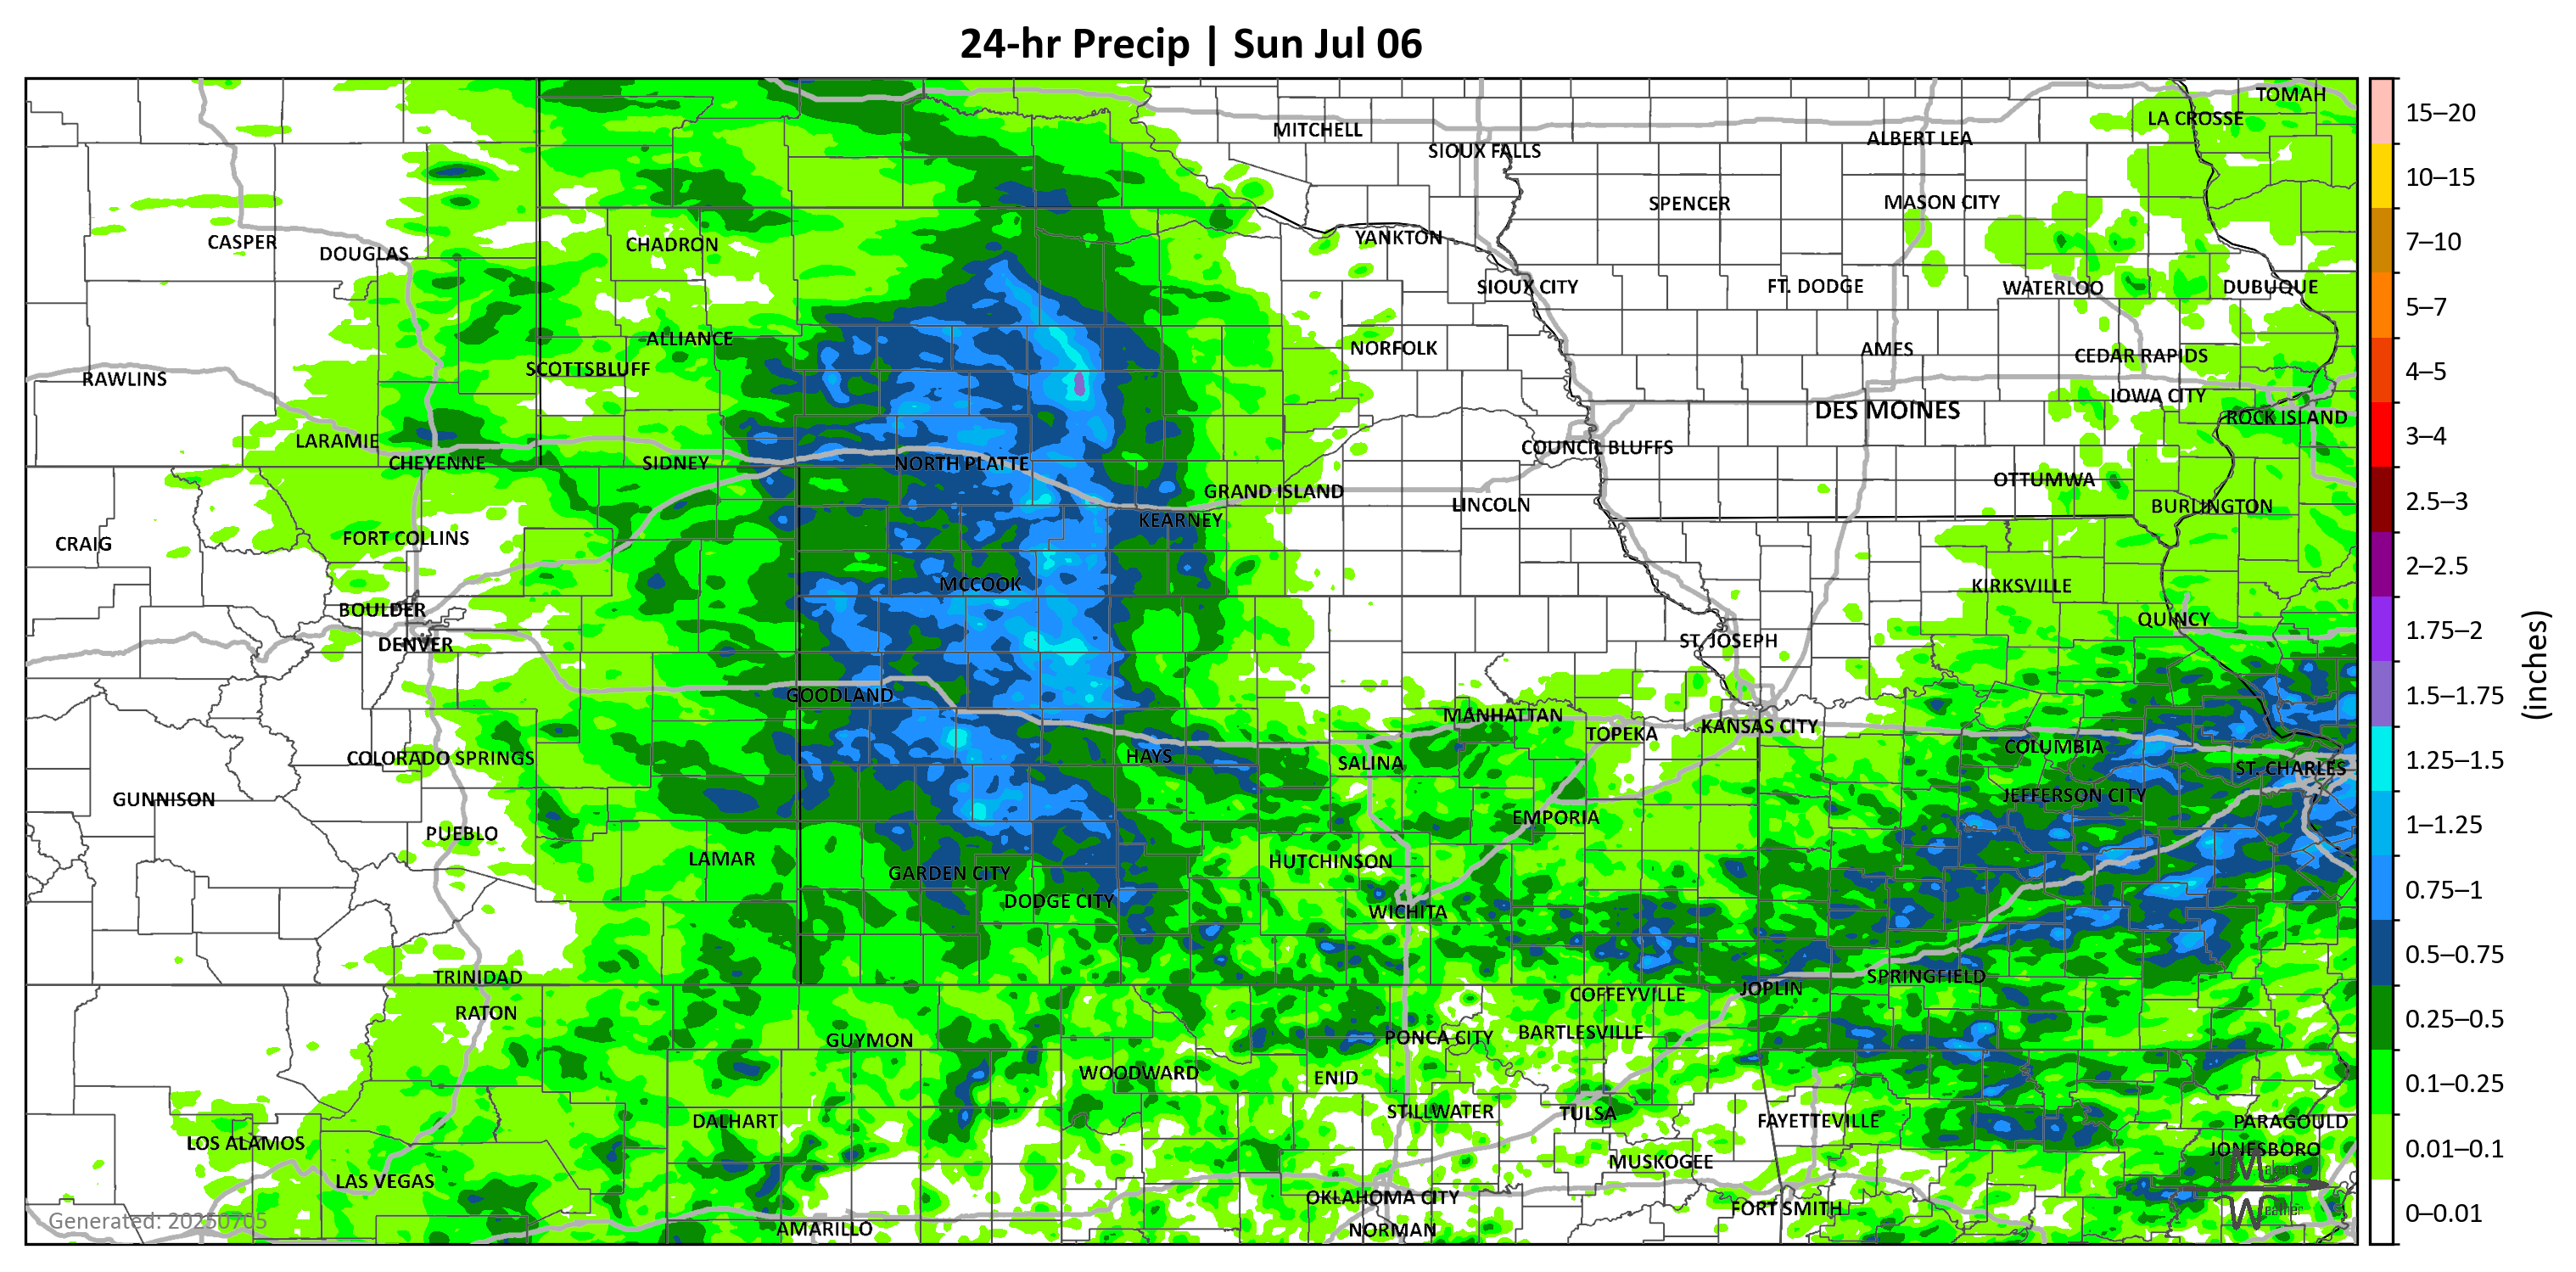 24-hr Precip | Sun Jul 06
TOMAH
LA CROSSE
MITCHELL
ALBERT LEA
SIOUX FALLS
MASON CITY
SPENCER
YANKTON
CASPER
CHADRON
DOUGLAS
SIOUX CITY
FT. DODGE
WATERLOO
DUBUQUE
ALLIANCE
NORFOLK
AMES
CEDAR RAPIDS
SCOTTSBLUFF
RAWLINS
IOWA CITY
DES MOINES
ROCK ISLAND
LARAMIE
COUNCIL BLUFFS
CHEYENNE
SIDNEY
NORTH PLATTE
OTTUMWA
GRAND ISLAND
LINCOLN
BURLINGTON
KEARNEY
FORT COLLINS
CRAIG
MCCOOK
KIRKSVILLE
BOULDER
QUINCY
DENVER
ST. JOSEPH
GOODLAND
MANHATTAN
KANSAS CITY
TOPEKA
COLUMBIA
COLORADO SPRINGS
HAYS
SALINA
ST. CHARLES
GUNNISON
JEFFERSON CITY
EMPORIA
PUEBLO
LAMAR
HUTCHINSON
GARDEN CITY
DODGE CITY
WICHITA
TRINIDAD
SPRINGFIELD
JOPLIN
COFFEYVILLE
RATON
BARTLESVILLE
PONCA CITY
GUYMON
WOODWARD
ENID
STILLWATER
TULSA
DALHART
FAYETTEVILLE
PARAGOULD
LOS ALAMOS
JONESBORO
MUSKOGEE
LAS VEGAS
OKLAHOMA CITY
FORT SMITH
AMARILLO
NORMAN
Generated: 20250705
15–20
10–15
7–10
5–7
4–5
3–4
2.5–3
2–2.5
1.75–2
1.5–1.75
1.25–1.5
1–1.25
0.75–1
0.5–0.75
0.25–0.5
0.1–0.25
0.01–0.1
0–0.01
(inches)